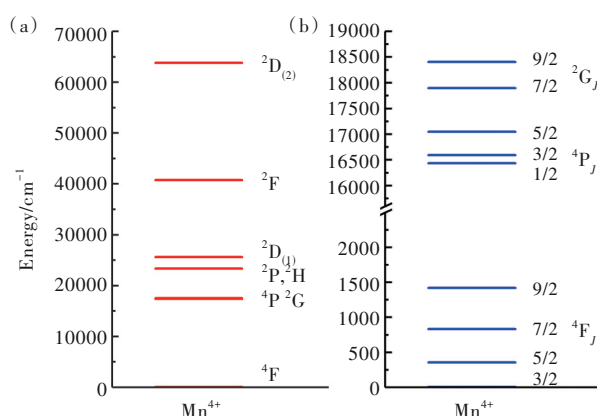 (a)
Energy/cm⁻¹
70000
60000
50000
40000
30000
20000
10000
0
²D₍₂₎
²F
²D₍₁₎
²P,²H
⁴P ²G
⁴F
Mn⁴⁺
(b)
19000
18500
18000
17500
17000
16500
16000
2000
1500
1000
500
0
9/2
²G_J
7/2
5/2
3/2
⁴P_J
1/2
9/2
7/2
⁴F_J
5/2
3/2
Mn⁴⁺